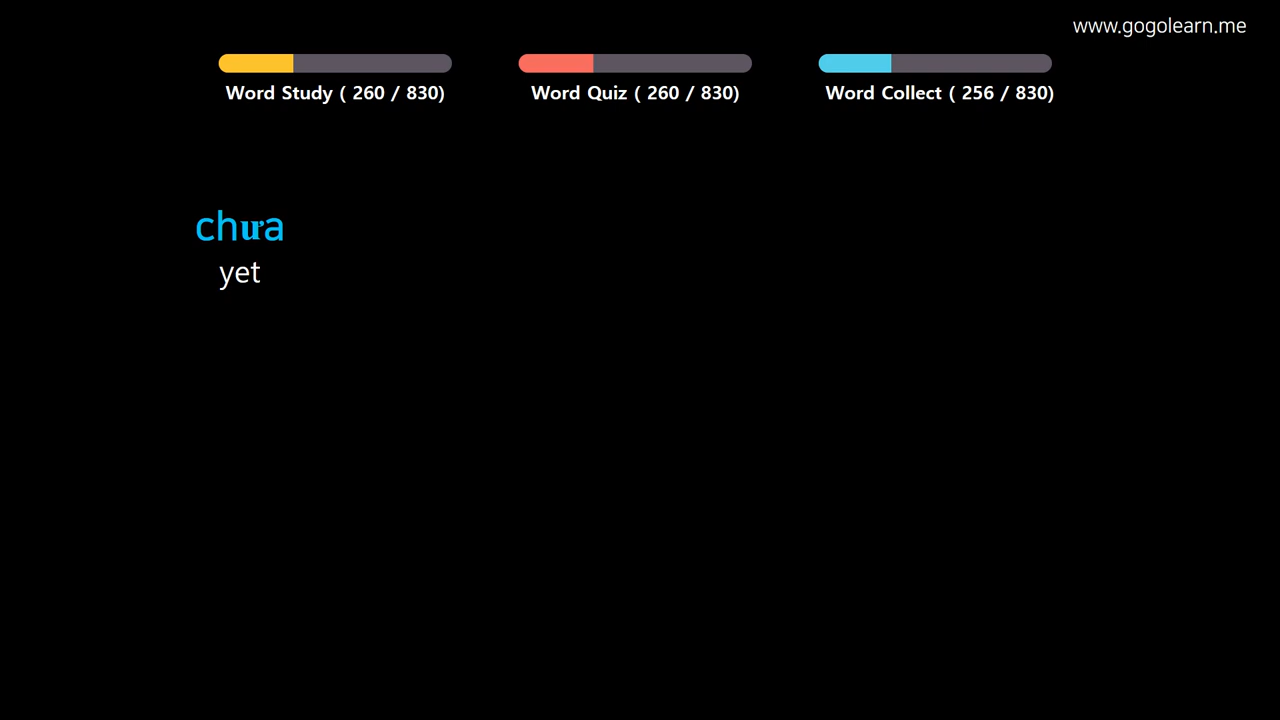 www.gogolearn.me
Word Study ( 260 / 830)
Word Quiz ( 260 / 830)
Word Collect ( 256 / 830)
chưa
yet